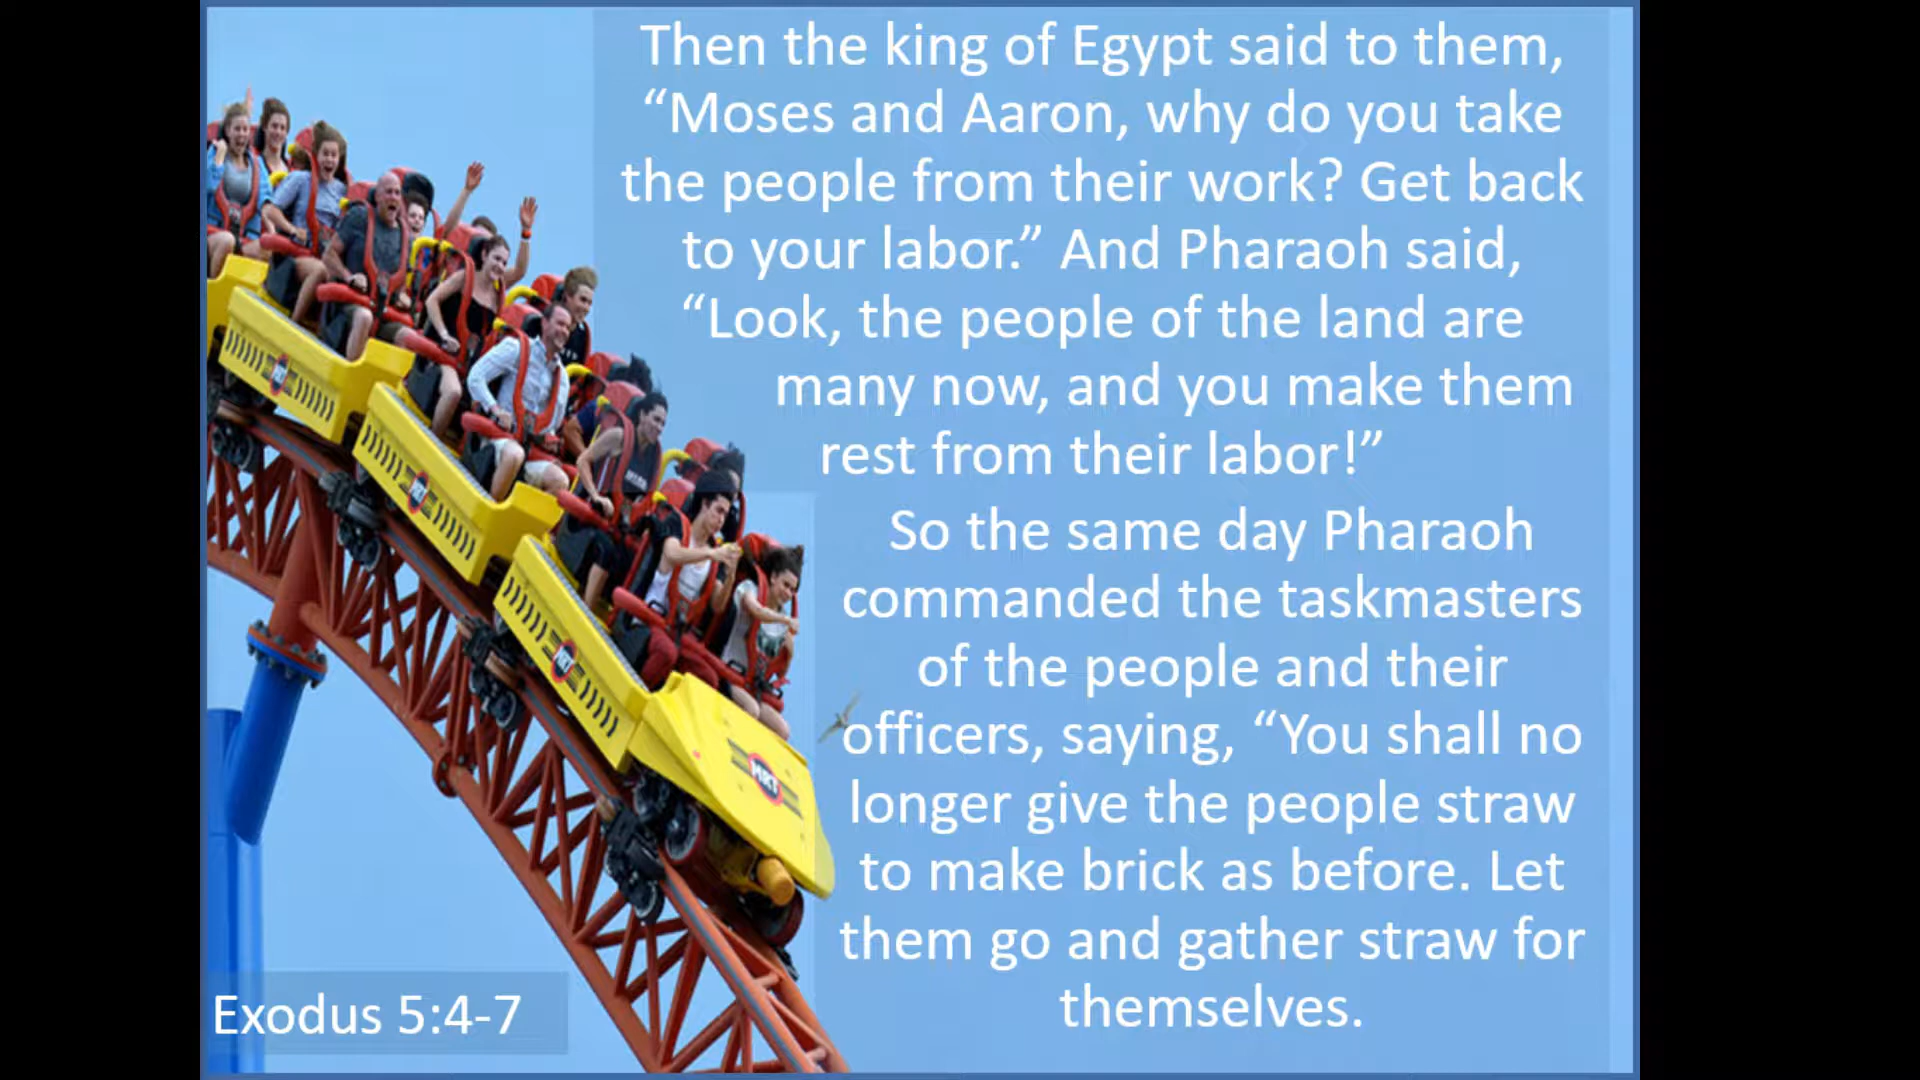 Then the king of Egypt said to them,
“Moses and Aaron, why do you take
the people from their work? Get back
to your labor.” And Pharaoh said,
“Look, the people of the land are
many now, and you make them
rest from their labor!”
So the same day Pharaoh
commanded the taskmasters
of the people and their
officers, saying, “You shall no
longer give the people straw
to make brick as before. Let
them go and gather straw for
themselves.
Exodus 5:4-7
MRT